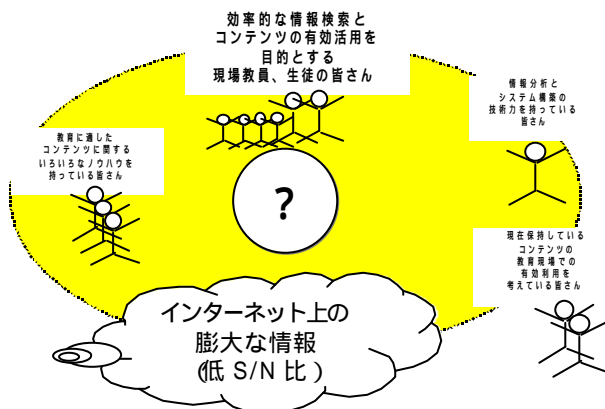 効率的な情報検索と
コンテンツの有効活用を
目的とする
現場教員、生徒の皆さん
情報分析と
システム構築の
技術力を持っている
皆さん
教育に適した
コンテンツに関する
いろいろなノウハウを
持っている皆さん
?
現在保持している
コンテンツの
教育現場での
有効利用を
考えている皆さん
インターネット上の
膨大な情報
(低 S/N 比)